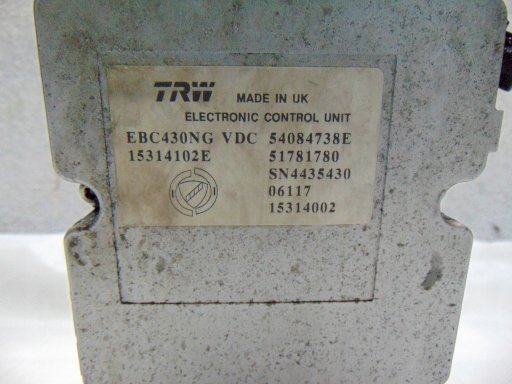 TRW MADE IN UK
ELECTRONIC CONTROL UNIT
EBC430NG VDC 54084738E
15314102E 51781780
SN4435430
06117
15314002